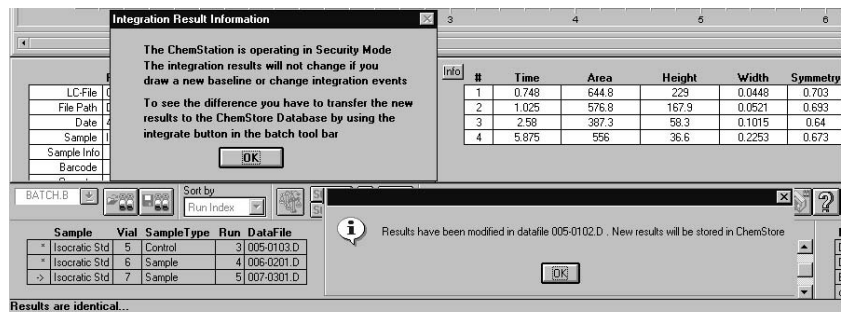 Integration Result Information
3 4 5 6
The ChemStation is operating in Security Mode
The integration results will not change if you
draw a new baseline or change integration events
To see the difference you have to transfer the new
results to the ChemStore Database by using the
integrate button in the batch tool bar
OK
LC-File
File Path
Date
Sample
Sample Info
Barcode
Info
# Time Area Height Width Symmetry
1 0.748 644.8 229 0.0448 0.703
2 1.025 576.8 167.9 0.0521 0.693
3 2.58 387.3 58.3 0.1015 0.64
4 5.875 556 36.6 0.2253 0.673
BATCH.B
Sort by
Run Index
Results have been modified in datafile 005-0102.D . New results will be stored in ChemStore
OK
Sample Vial SampleType Run DataFile
* Isocratic Std 5 Control 3 005-0103.D
* Isocratic Std 6 Sample 4 006-0201.D
-> Isocratic Std 7 Sample 5 007-0301.D
Results are identical...